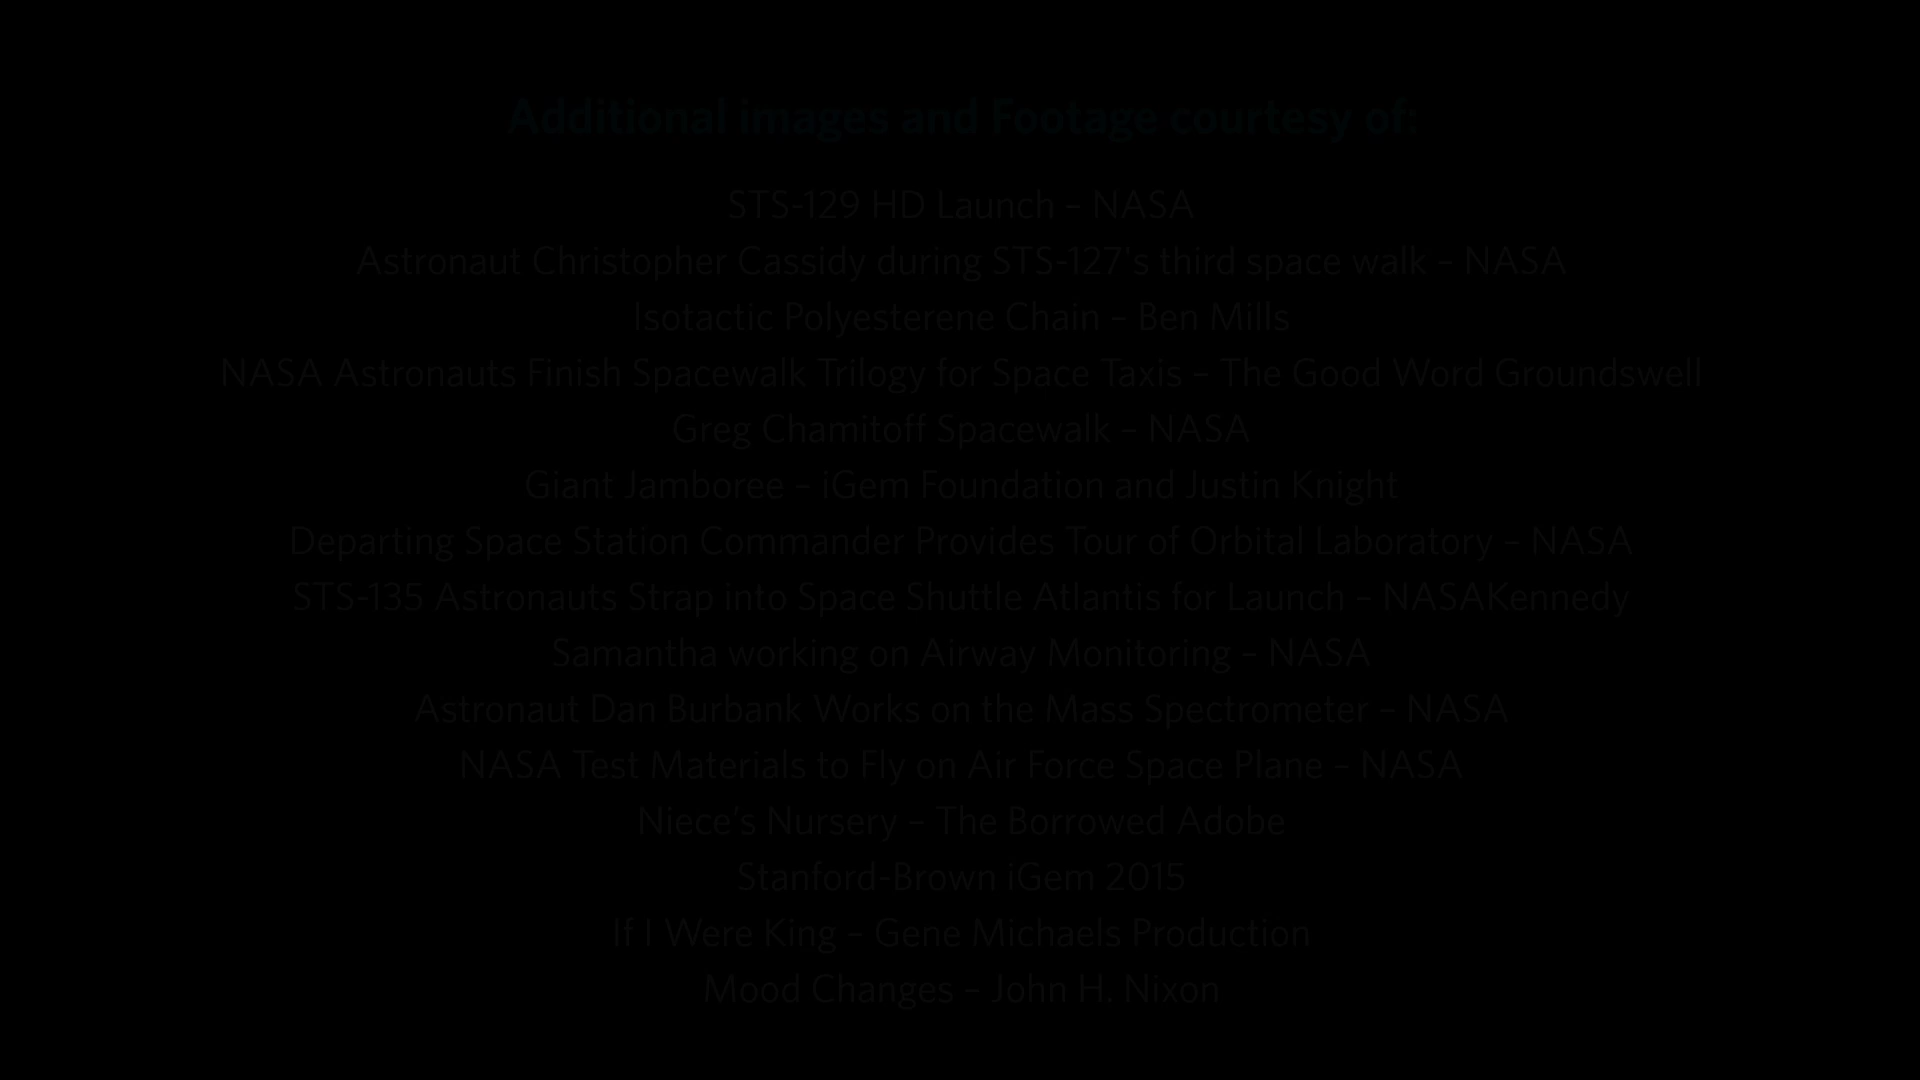 Additional images and Footage courtesy of:
STS-129 HD Launch – NASA
Astronaut Christopher Cassidy during STS-127's third space walk – NASA
Isotactic Polyesterene Chain – Ben Mills
NASA Astronauts Finish Spacewalk Trilogy for Space Taxis – The Good Word Groundswell
Greg Chamitoff Spacewalk – NASA
Giant Jamboree – iGem Foundation and Justin Knight
Departing Space Station Commander Provides Tour of Orbital Laboratory – NASA
STS-135 Astronauts Strap into Space Shuttle Atlantis for Launch – NASAKennedy
Samantha working on Airway Monitoring – NASA
Astronaut Dan Burbank Works on the Mass Spectrometer – NASA
NASA Test Materials to Fly on Air Force Space Plane – NASA
Niece’s Nursery – The Borrowed Adobe
Stanford-Brown iGem 2015
If I Were King – Gene Michaels Production
Mood Changes – John H. Nixon